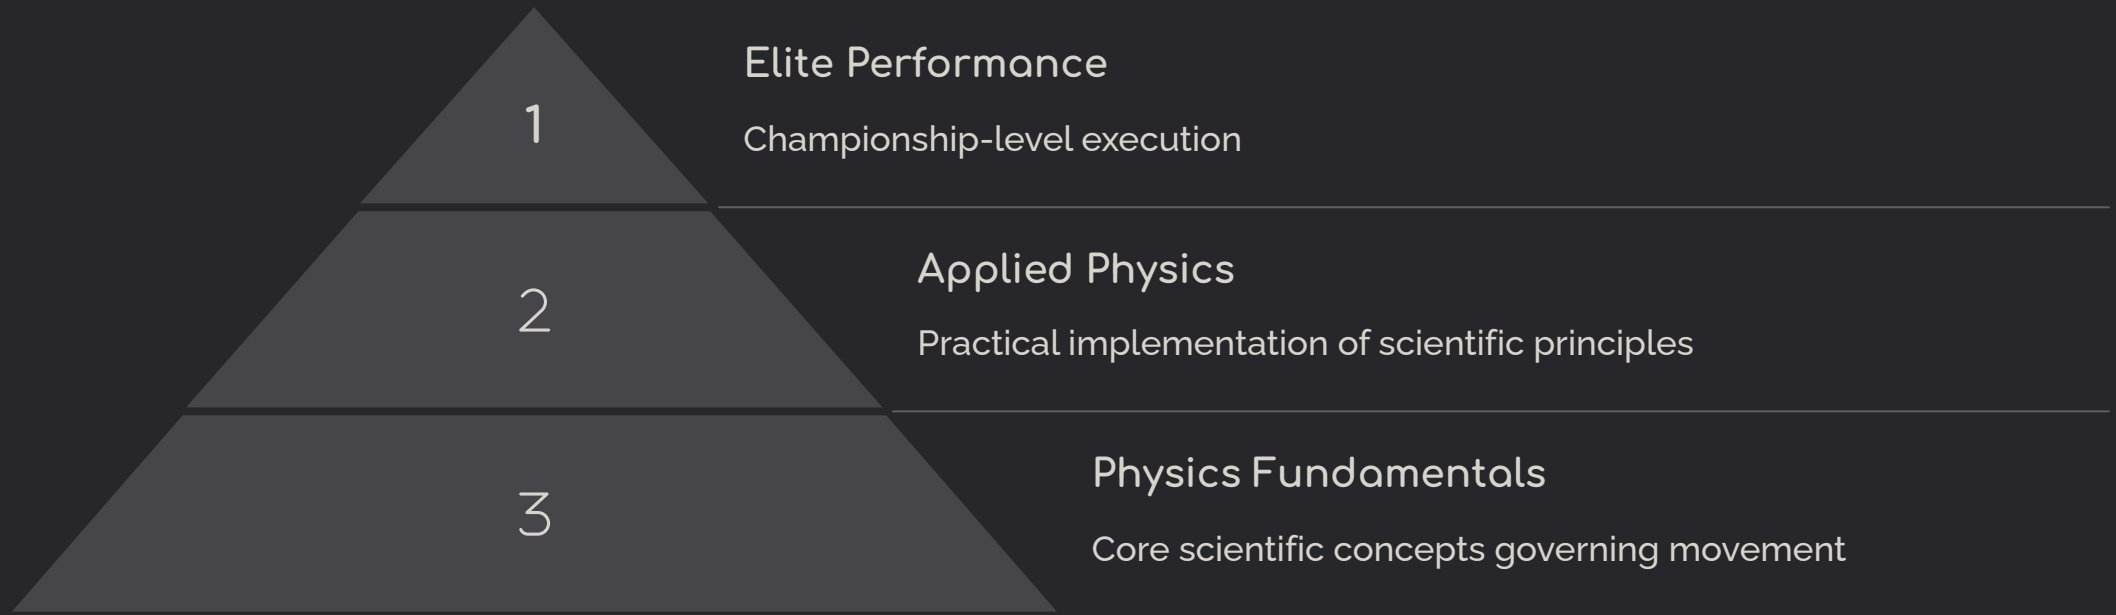 1
Elite Performance
Championship-level execution
2
Applied Physics
Practical implementation of scientific principles
3
Physics Fundamentals
Core scientific concepts governing movement